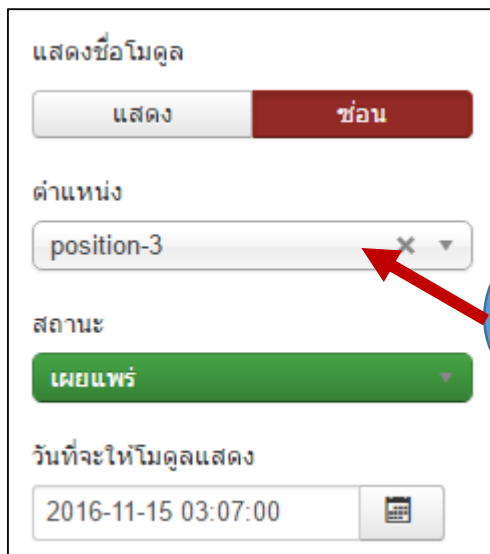 แสดงชื่อโมดูล
แสดง ซ่อน
ตำแหน่ง
position-3
สถานะ
เผยแพร่
วันที่จะให้โมดูลแสดง
2016-11-15 03:07:00